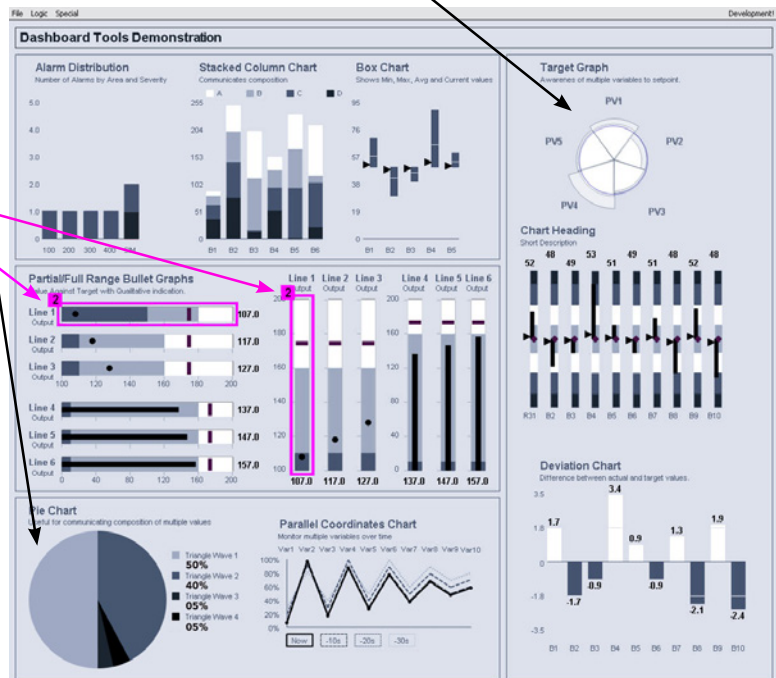 File Logic Special
Development!
Dashboard Tools Demonstration
Alarm Distribution
Number of Alarms by Area and Severity
5.0
4.0
3.0
2.0
1.0
0
100 200 300 400
Stacked Column Chart
Communicates composition
A B C D
255
204
153
102
51
0
B1 B2 B3 B4 B5 B6
Box Chart
Shows Min, Max, Avg and Current values
95
76
57
38
19
0
B1 B2 B3 B4 B5
Target Graph
Awarenes of multiple variables to setpoint.
PV1
PV5
PV2
PV4
PV3
Partial/Full Range Bullet Graphs
Value Against Target with Qualitative indication.
2
Line 1
Output
107.0
Line 2
Output
117.0
Line 3
Output
127.0
100 120 140 160 180 200
Line 4
Output
137.0
Line 5
Output
147.0
Line 6
Output
157.0
0 40 80 120 160 200
Line 1 Line 2 Line 3
Output Output Output
2
200
180
160
140
120
100
107.0 117.0 127.0
Line 4 Line 5 Line 6
Output Output Output
200
160
120
80
40
0
137.0 147.0 157.0
Chart Heading
Short Description
52 48 49 53 51 49 51 48 52 48
R31 B2 B3 B4 B5 B6 B7 B8 B9 B10
Pie Chart
Useful for communicating composition of multiple values
Triangle Wave 1
50%
Triangle Wave 2
40%
Triangle Wave 3
05%
Triangle Wave 4
05%
Parallel Coordinates Chart
Monitor multiple variables over time
Var1 Var2 Var3 Var4 Var5 Var6 Var7 Var8 Var9 Var10
100%
80%
60%
40%
20%
0%
Now -10s -20s -30s
Deviation Chart
Difference between actual and target values.
3.5
1.8
0
-1.8
-3.5
1.7
-1.7
-0.9
3.4
0.9
-0.9
1.3
-2.1
1.9
-2.4
B1 B2 B3 B4 B5 B6 B7 B8 B9 B10